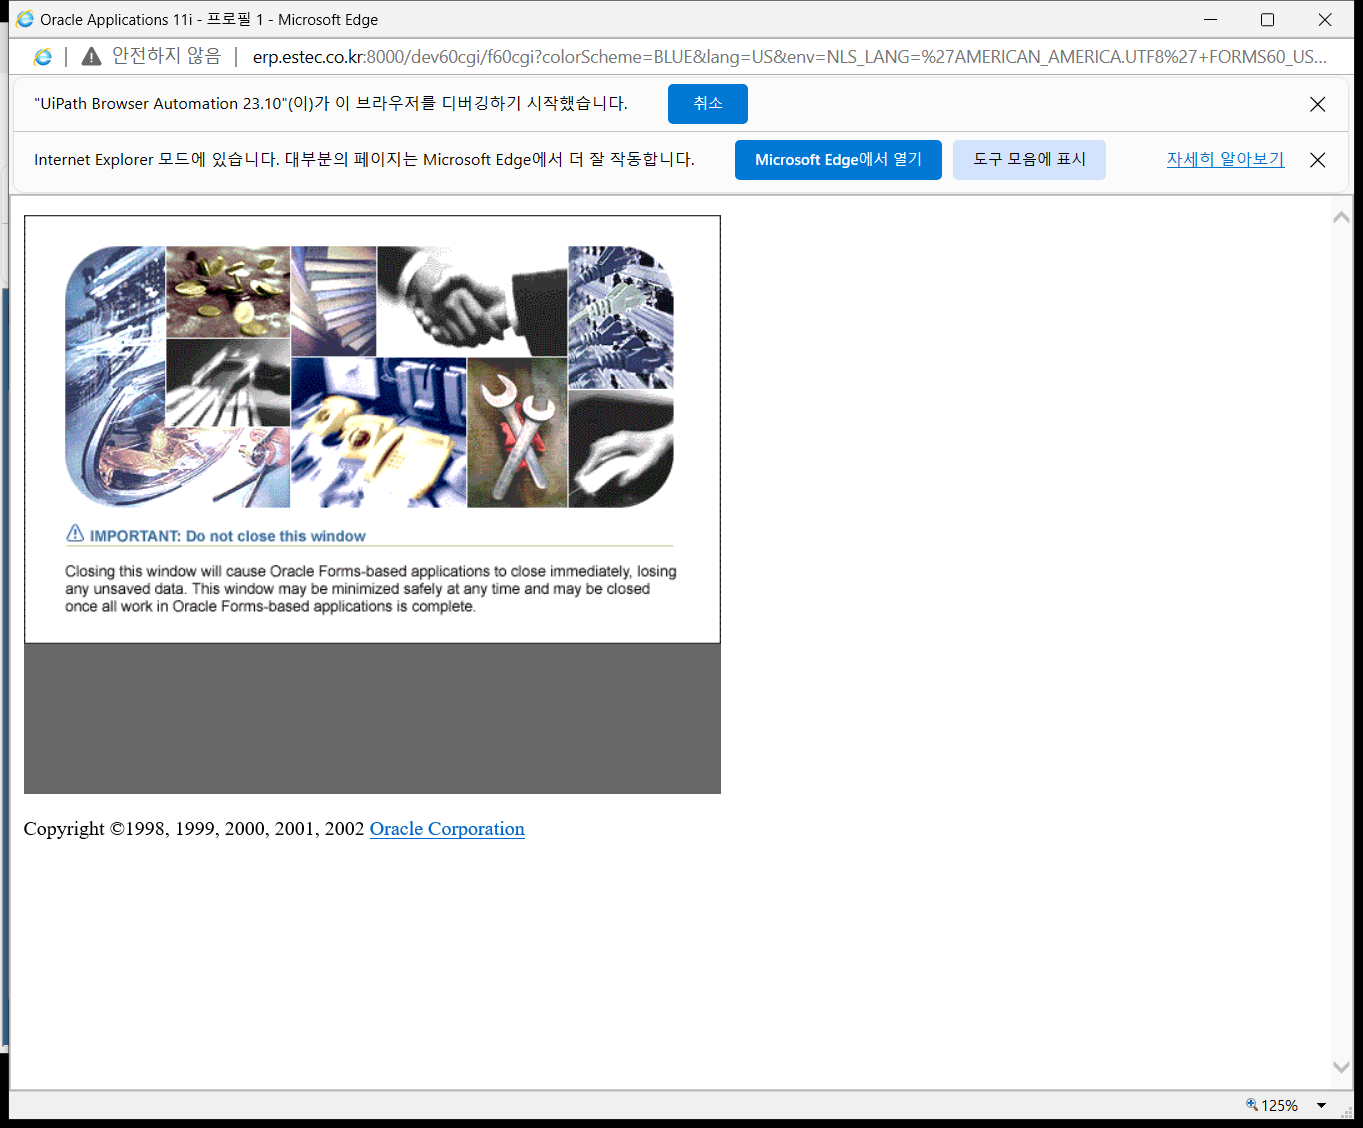 Oracle Applications 11i - 프로필 1 - Microsoft Edge
안전하지 않음
erp.estec.co.kr:8000/dev60cgi/f60cgi?colorScheme=BLUE&lang=US&env=NLS_LANG=%27AMERICAN_AMERICA.UTF8%27+FORMS60_US...
"UiPath Browser Automation 23.10"(이)가 이 브라우저를 디버깅하기 시작했습니다. 취소
Internet Explorer 모드에 있습니다. 대부분의 페이지는 Microsoft Edge에서 더 잘 작동합니다. Microsoft Edge에서 열기 도구 모음에 표시 자세히 알아보기
IMPORTANT: Do not close this window
Closing this window will cause Oracle Forms-based applications to close immediately, losing
any unsaved data. This window may be minimized safely at any time and may be closed
once all work in Oracle Forms-based applications is complete.
Copyright ©1998, 1999, 2000, 2001, 2002 Oracle Corporation
125%